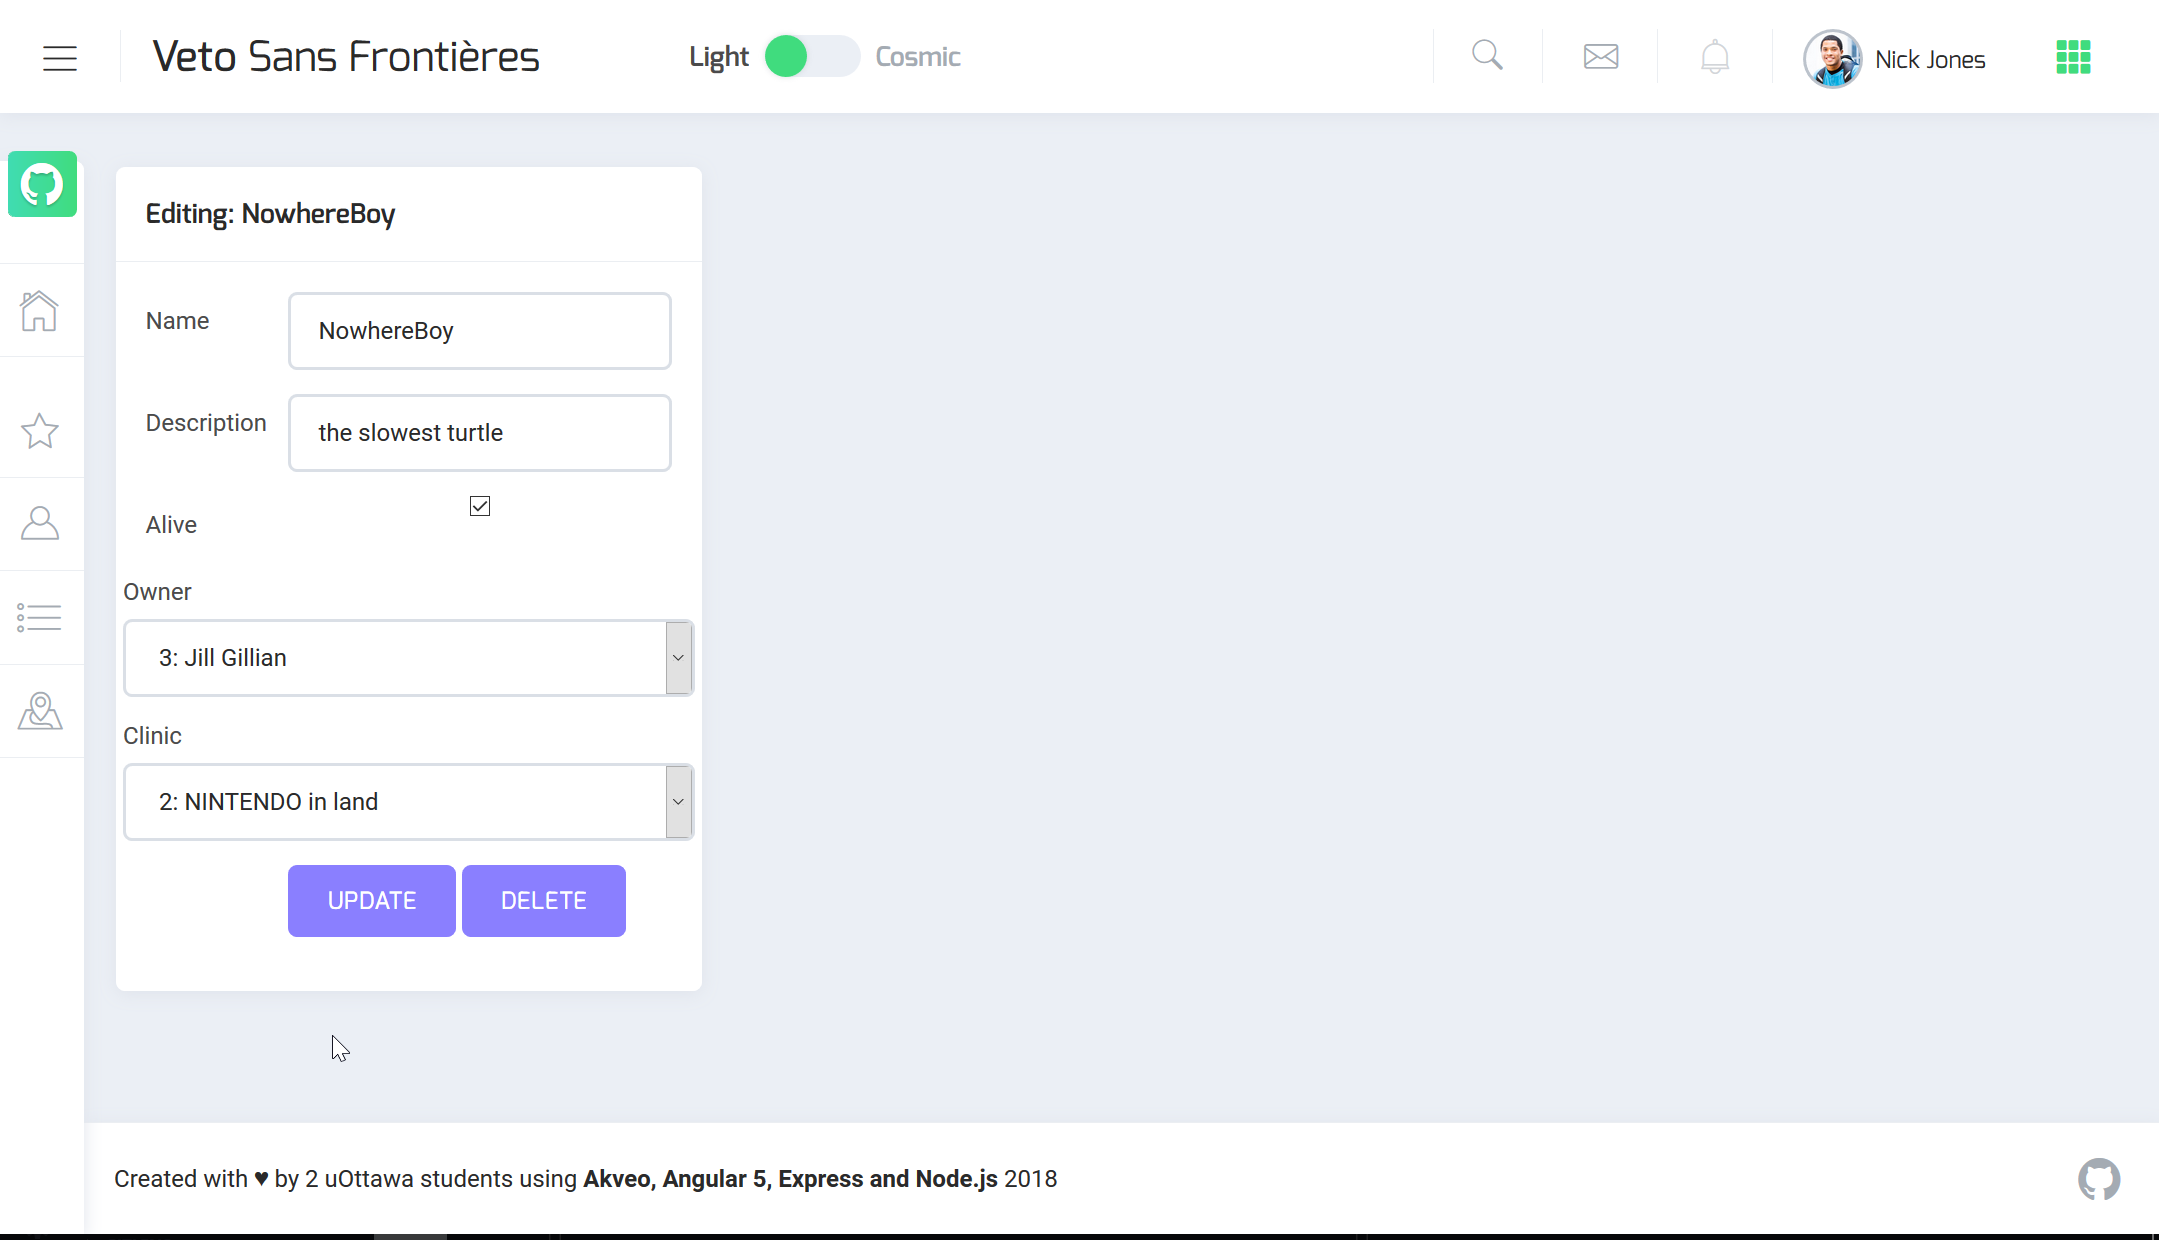 Veto Sans Frontières
Light Cosmic
Nick Jones
Editing: NowhereBoy
Name
NowhereBoy
Description
the slowest turtle
Alive
Owner
3: Jill Gillian
Clinic
2: NINTENDO in land
UPDATE DELETE
Created with ♥ by 2 uOttawa students using Akveo, Angular 5, Express and Node.js 2018